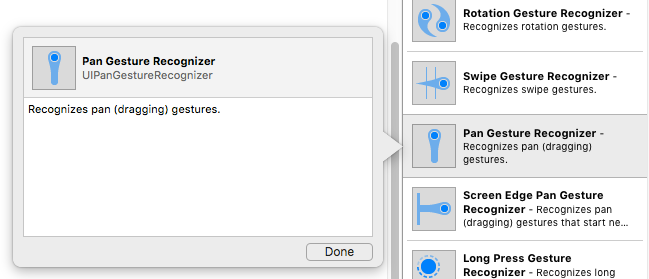 Pan Gesture Recognizer
UIPanGestureRecognizer
Recognizes pan (dragging) gestures.
Done
Rotation Gesture Recognizer -
Recognizes rotation gestures.
Swipe Gesture Recognizer -
Recognizes swipe gestures.
Pan Gesture Recognizer -
Recognizes pan (dragging)
gestures.
Screen Edge Pan Gesture
Recognizer - Recognizes pan
(dragging) gestures that start ne...
Long Press Gesture
Recognizer - Recognizes long